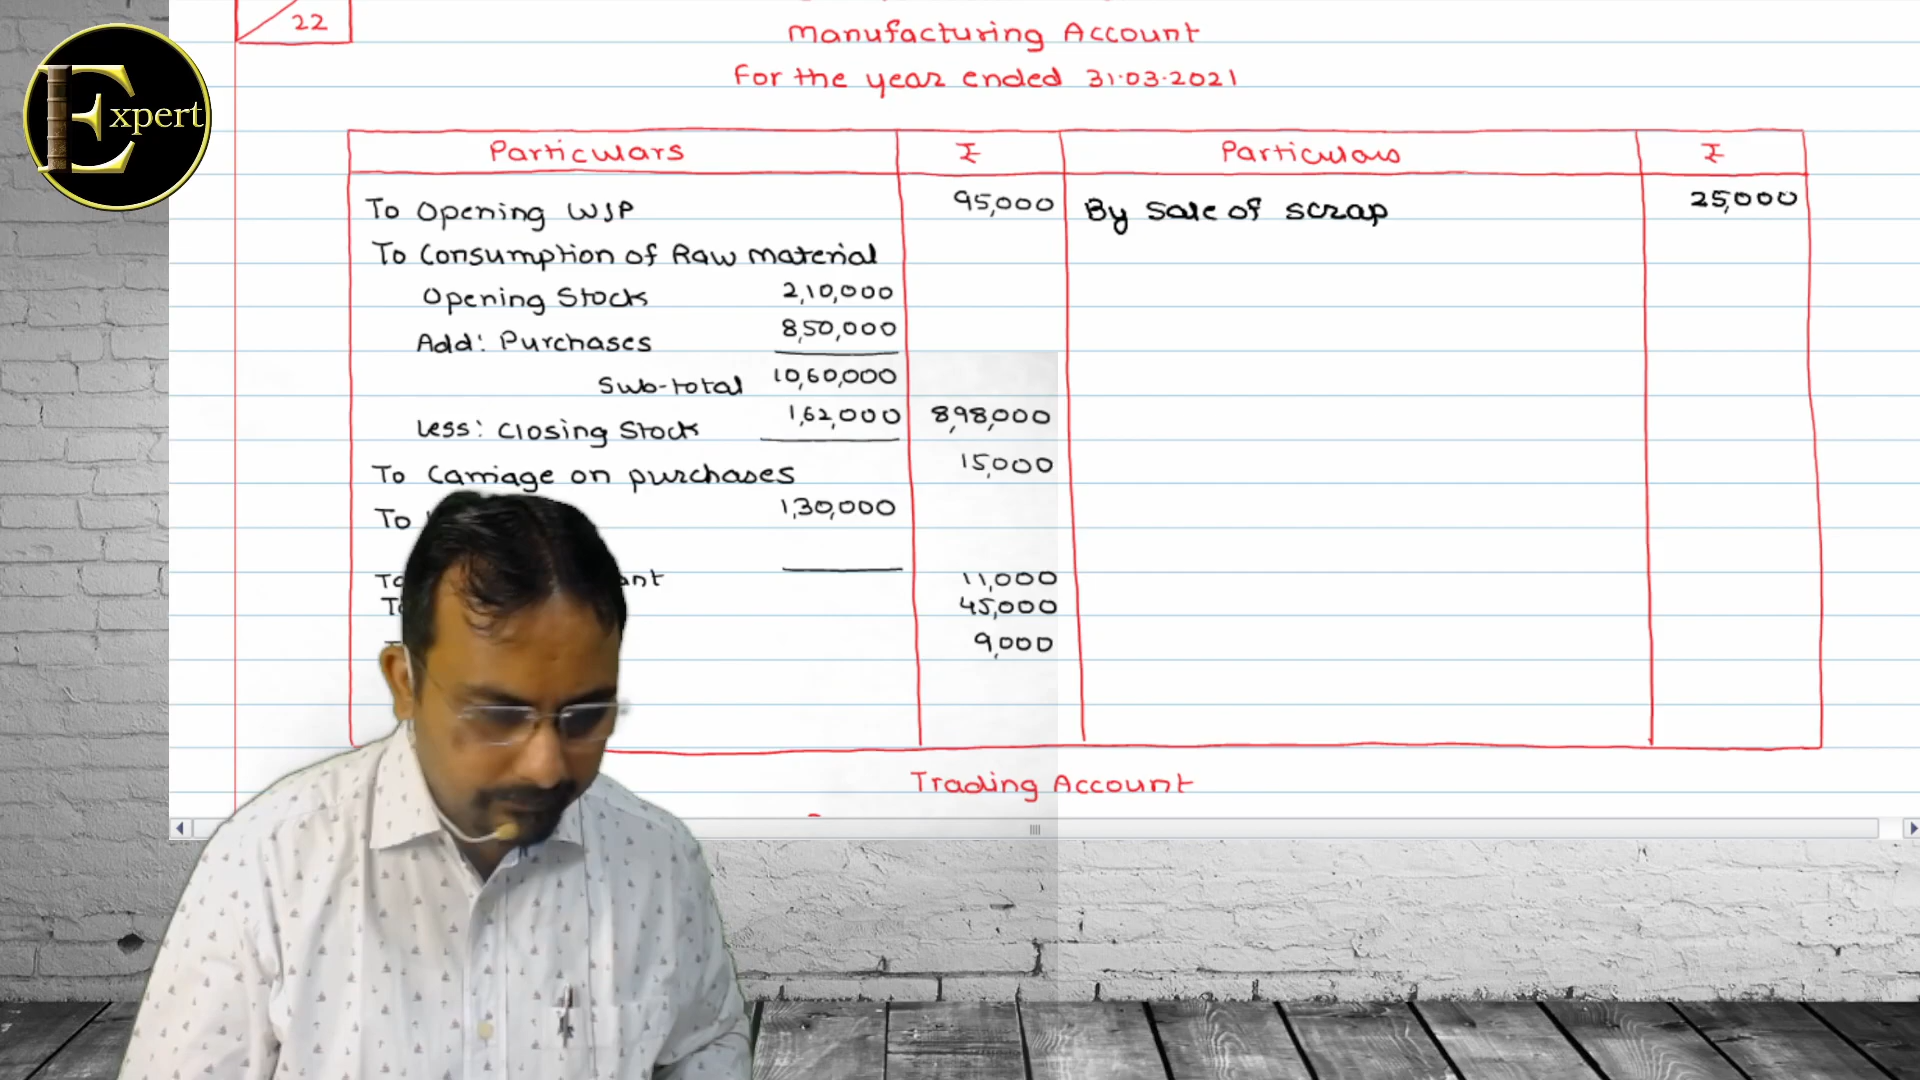 22
Expert
Manufacturing Account
For the year ended 31.03.2021
Particulars ₹ Particulars ₹
To Opening WIP 95,000 By Sale of scrap 25,000
To Consumption of Raw material
Opening Stock 2,10,000
Add: Purchases 8,50,000
Sub-total 10,60,000
Less: Closing Stock 1,62,000 8,98,000
To Carriage on purchases 15,000
To 1,30,000
To 11,000
To 45,000
9,000
Trading Account